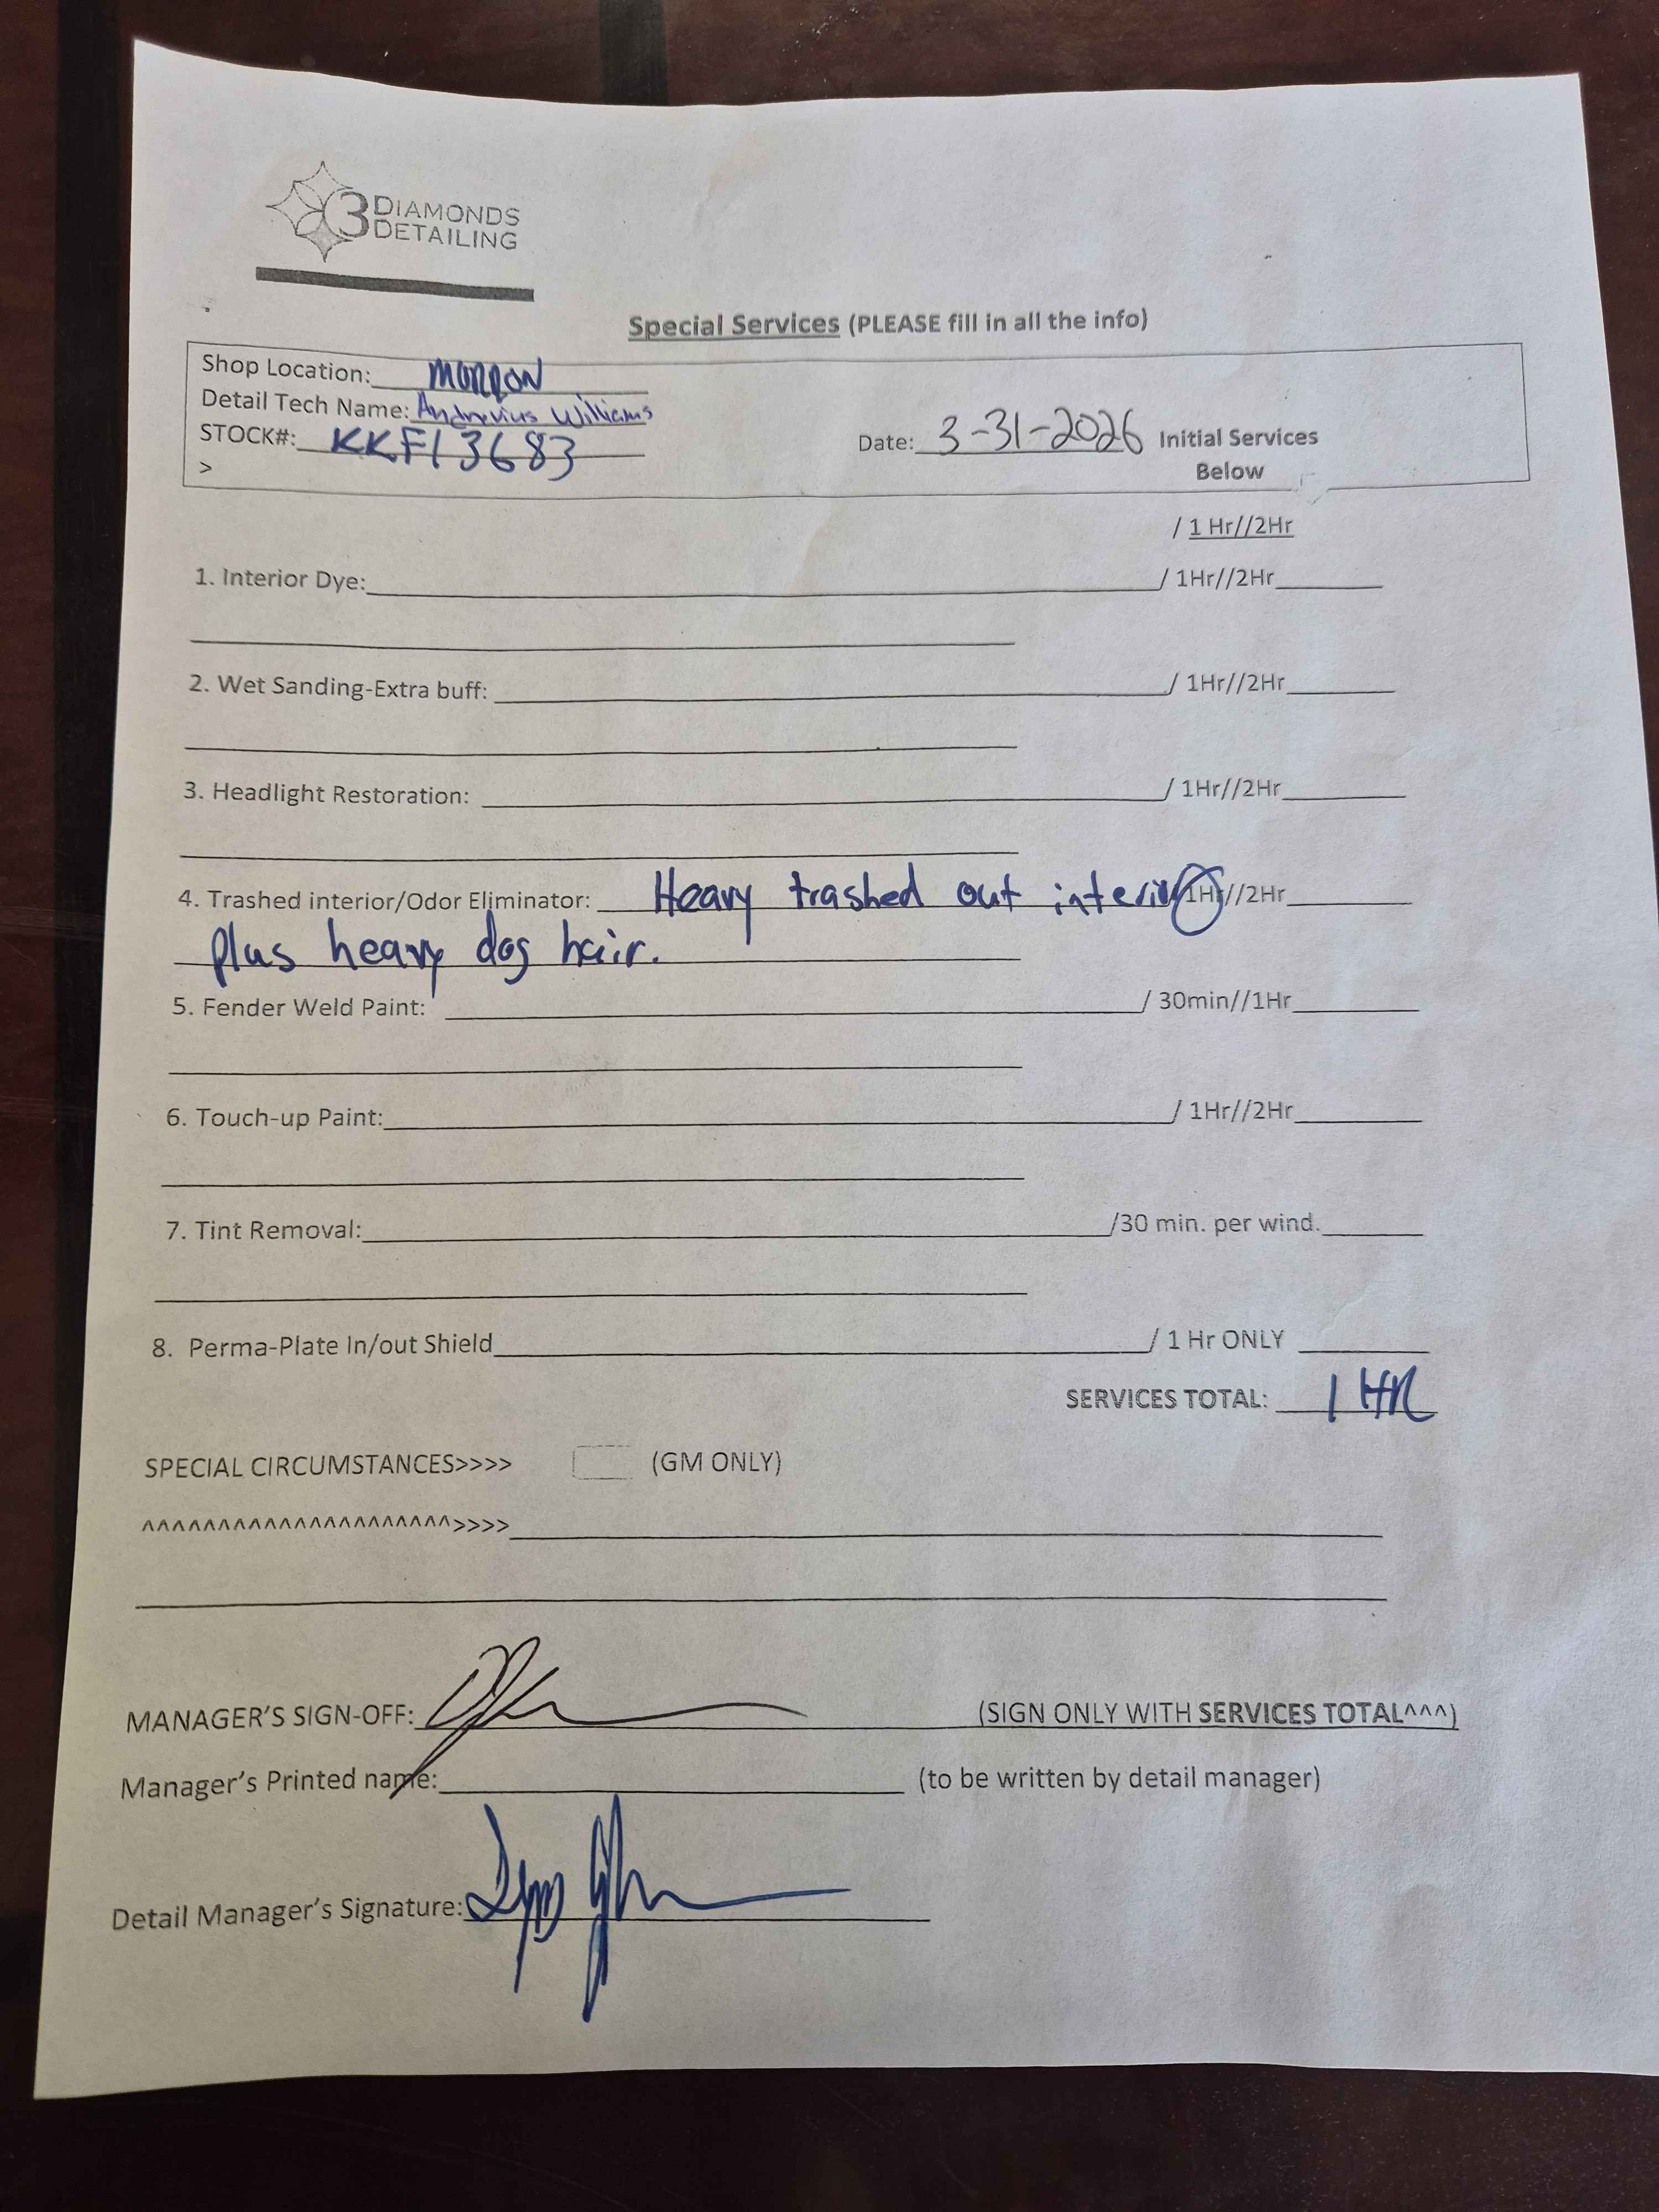 3 DIAMONDS
DETAILING
Special Services (PLEASE fill in all the info)
Shop Location: MORROW
Detail Tech Name: Andrevius Williams
STOCK#: KKF13683
Date: 3-31-2026 Initial Services
>
Below
/ 1 Hr//2Hr
1. Interior Dye: / 1Hr//2Hr
2. Wet Sanding-Extra buff: / 1Hr//2Hr
3. Headlight Restoration: / 1Hr//2Hr
4. Trashed interior/Odor Eliminator: Heavy trashed out interior 1Hr//2Hr
plus heavy dog hair.
5. Fender Weld Paint: / 30min//1Hr
6. Touch-up Paint: / 1Hr//2Hr
7. Tint Removal: /30 min. per wind.
8. Perma-Plate In/out Shield / 1 Hr ONLY
SERVICES TOTAL: 1 HR
SPECIAL CIRCUMSTANCES>>>> (GM ONLY)
^^^^^^^^^^^^^^^^^^^^^>>>>
MANAGER'S SIGN-OFF: (SIGN ONLY WITH SERVICES TOTAL^^^)
Manager's Printed name: (to be written by detail manager)
Detail Manager's Signature: